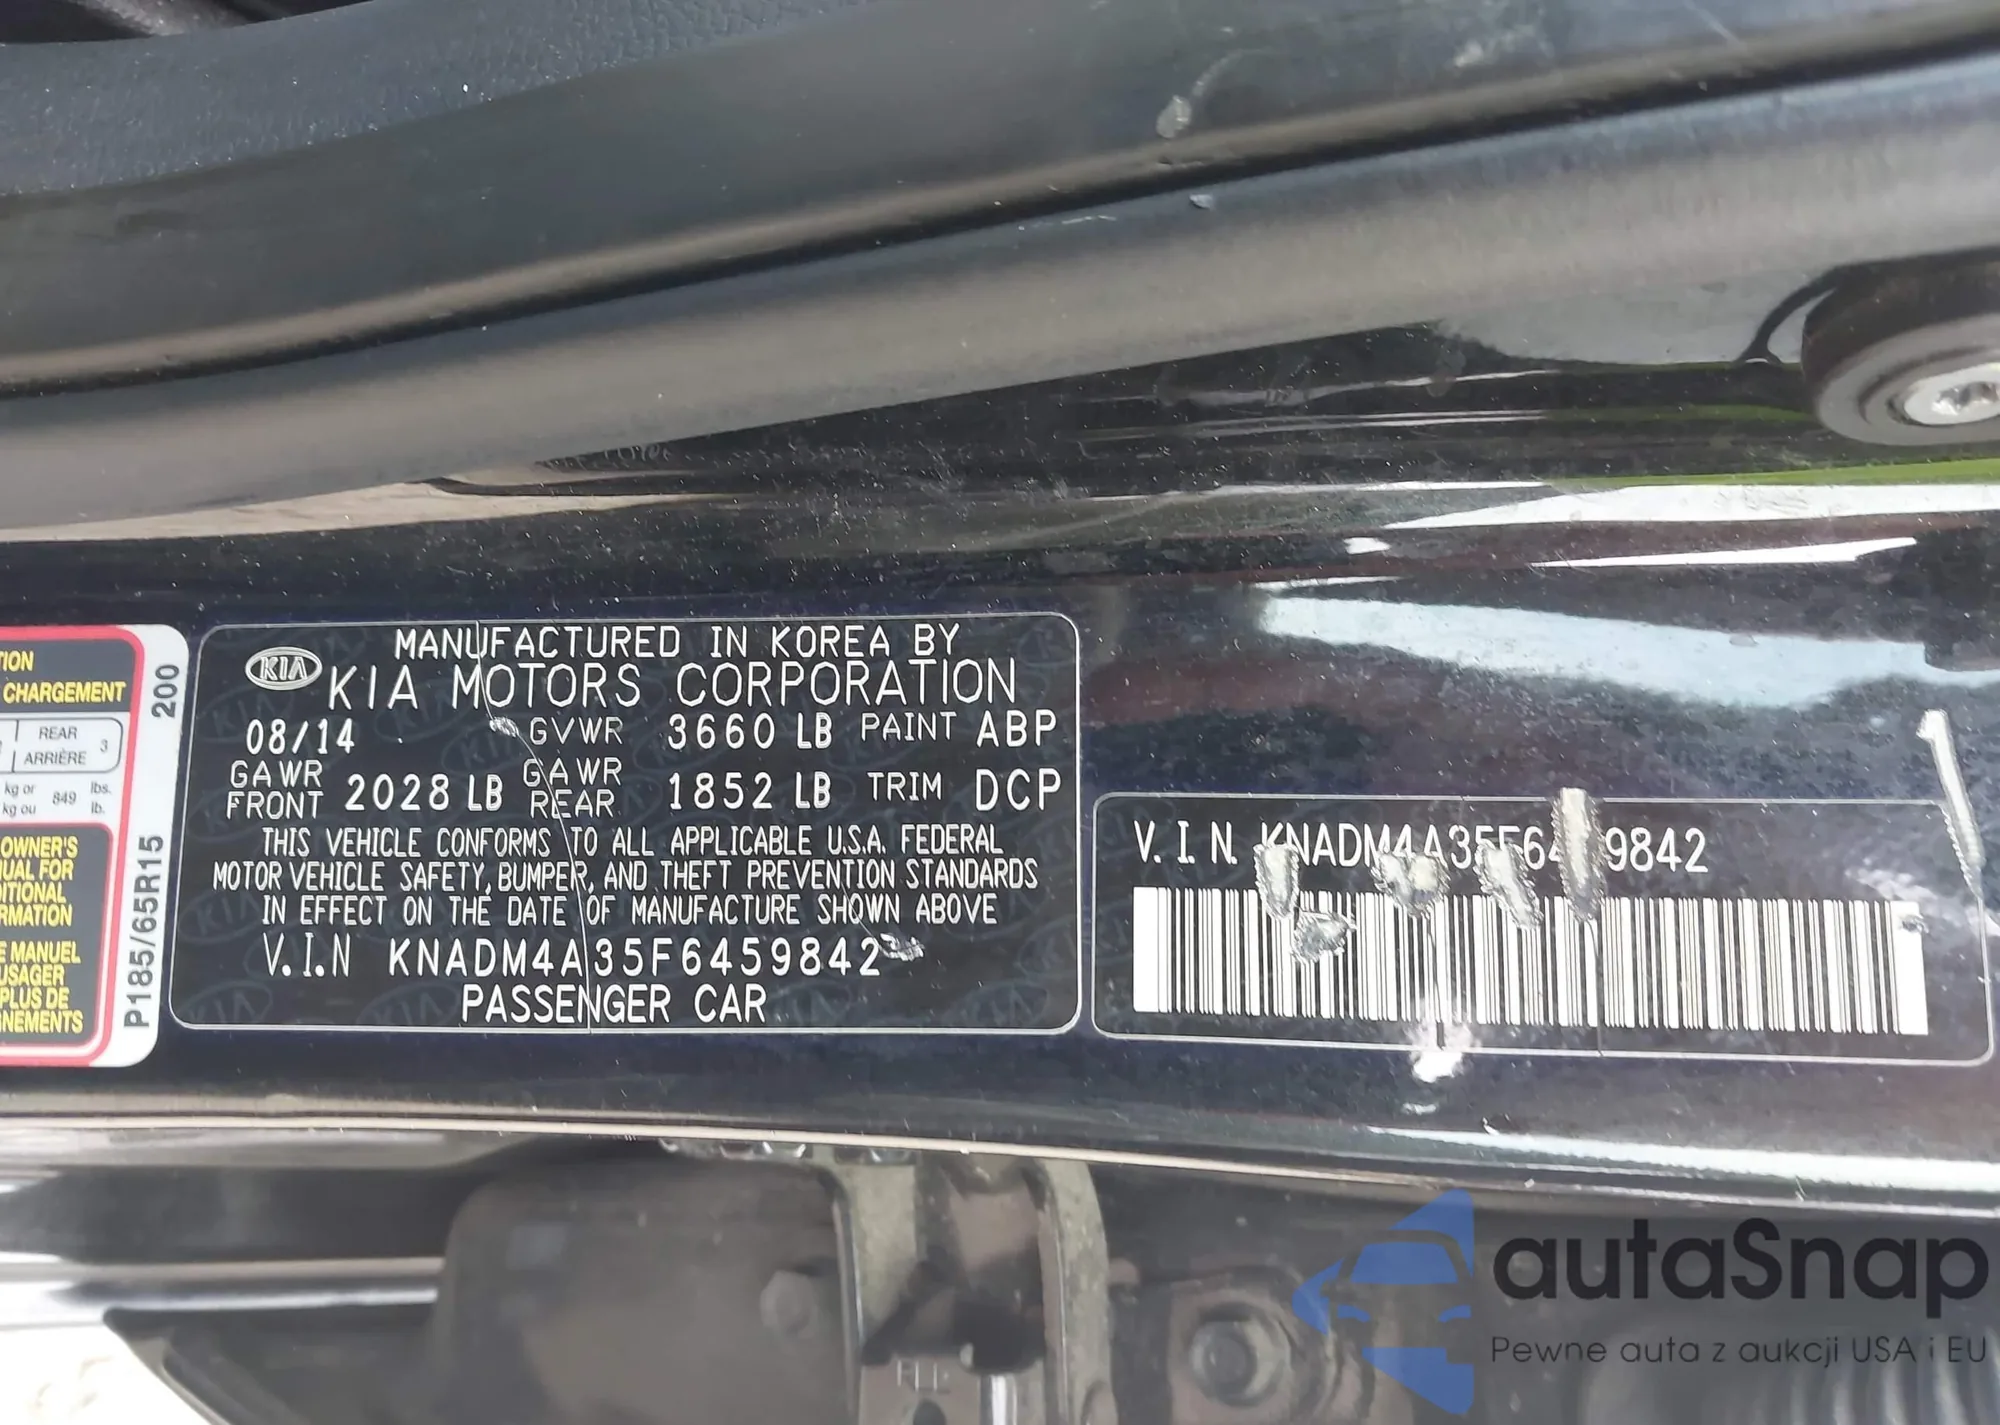 TION
CHARGEMENT
REAR
ARRIÈRE 3
kg or
kg ou 849 lbs.
lb.
OWNER'S
UAL FOR
DITIONAL
RMATION
E MANUEL
USAGER
PLUS DE
GNEMENTS
200
P185/65R15
MANUFACTURED IN KOREA BY
KIA KIA MOTORS CORPORATION
08/14 GVWR 3660 LB PAINT ABP
GAWR FRONT 2028 LB GAWR REAR 1852 LB TRIM DCP
THIS VEHICLE CONFORMS TO ALL APPLICABLE U.S.A. FEDERAL
MOTOR VEHICLE SAFETY, BUMPER, AND THEFT PREVENTION STANDARDS
IN EFFECT ON THE DATE OF MANUFACTURE SHOWN ABOVE
V.I.N KNADM4A35F6459842
PASSENGER CAR
V.I.N. KNADM4A35F6459842
autaSnap
Pewne auta z aukcji USA i EU